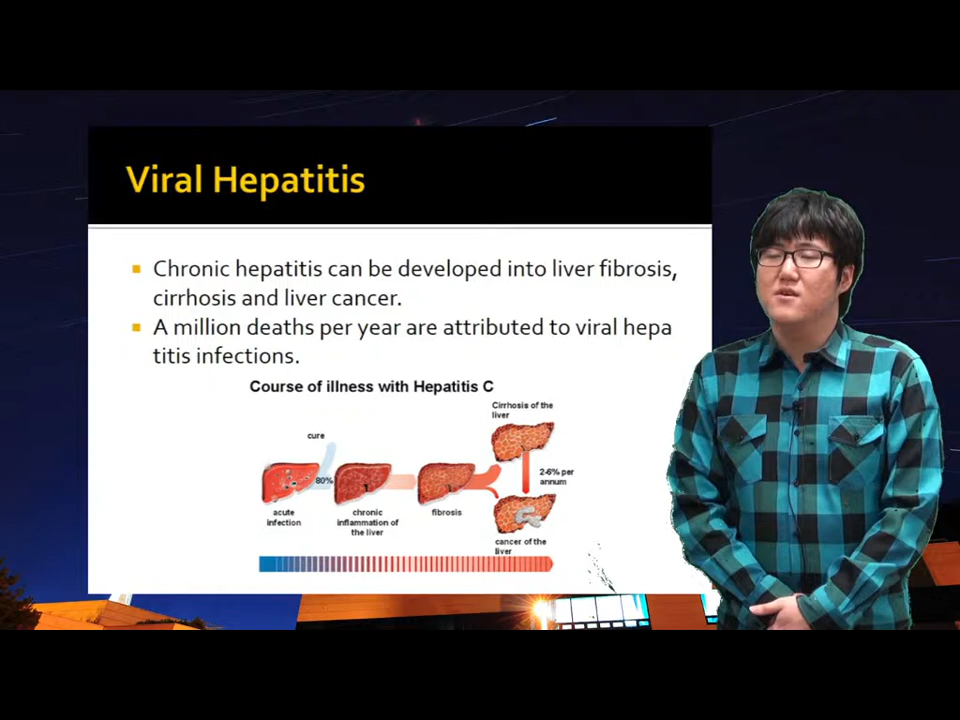 Viral Hepatitis
Chronic hepatitis can be developed into liver fibrosis,
cirrhosis and liver cancer.
A million deaths per year are attributed to viral hepa
titis infections.
Course of illness with Hepatitis C
Cirrhosis of the
liver
cure
80%
2-6% per
annum
acute
infection
chronic
inflammation of
the liver
fibrosis
cancer of the
liver